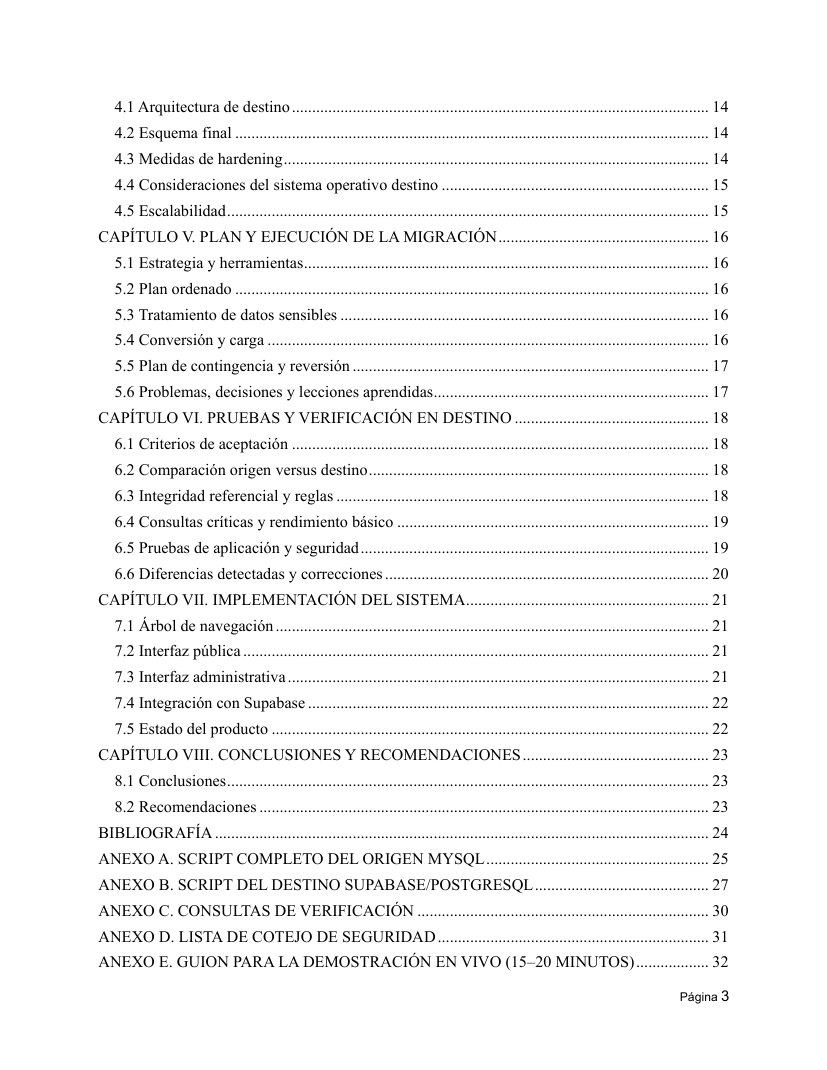 4.1 Arquitectura de destino ........ 14
4.2 Esquema final ........ 14
4.3 Medidas de hardening ........ 14
4.4 Consideraciones del sistema operativo destino ........ 15
4.5 Escalabilidad ........ 15
CAPÍTULO V. PLAN Y EJECUCIÓN DE LA MIGRACIÓN ........ 16
5.1 Estrategia y herramientas ........ 16
5.2 Plan ordenado ........ 16
5.3 Tratamiento de datos sensibles ........ 16
5.4 Conversión y carga ........ 16
5.5 Plan de contingencia y reversión ........ 17
5.6 Problemas, decisiones y lecciones aprendidas ........ 17
CAPÍTULO VI. PRUEBAS Y VERIFICACIÓN EN DESTINO ........ 18
6.1 Criterios de aceptación ........ 18
6.2 Comparación origen versus destino ........ 18
6.3 Integridad referencial y reglas ........ 18
6.4 Consultas críticas y rendimiento básico ........ 19
6.5 Pruebas de aplicación y seguridad ........ 19
6.6 Diferencias detectadas y correcciones ........ 20
CAPÍTULO VII. IMPLEMENTACIÓN DEL SISTEMA ........ 21
7.1 Árbol de navegación ........ 21
7.2 Interfaz pública ........ 21
7.3 Interfaz administrativa ........ 21
7.4 Integración con Supabase ........ 22
7.5 Estado del producto ........ 22
CAPÍTULO VIII. CONCLUSIONES Y RECOMENDACIONES ........ 23
8.1 Conclusiones ........ 23
8.2 Recomendaciones ........ 23
BIBLIOGRAFÍA ........ 24
ANEXO A. SCRIPT COMPLETO DEL ORIGEN MYSQL ........ 25
ANEXO B. SCRIPT DEL DESTINO SUPABASE/POSTGRESQL ........ 27
ANEXO C. CONSULTAS DE VERIFICACIÓN ........ 30
ANEXO D. LISTA DE COTEJO DE SEGURIDAD ........ 31
ANEXO E. GUION PARA LA DEMOSTRACIÓN EN VIVO (15–20 MINUTOS) ........ 32
Página 3